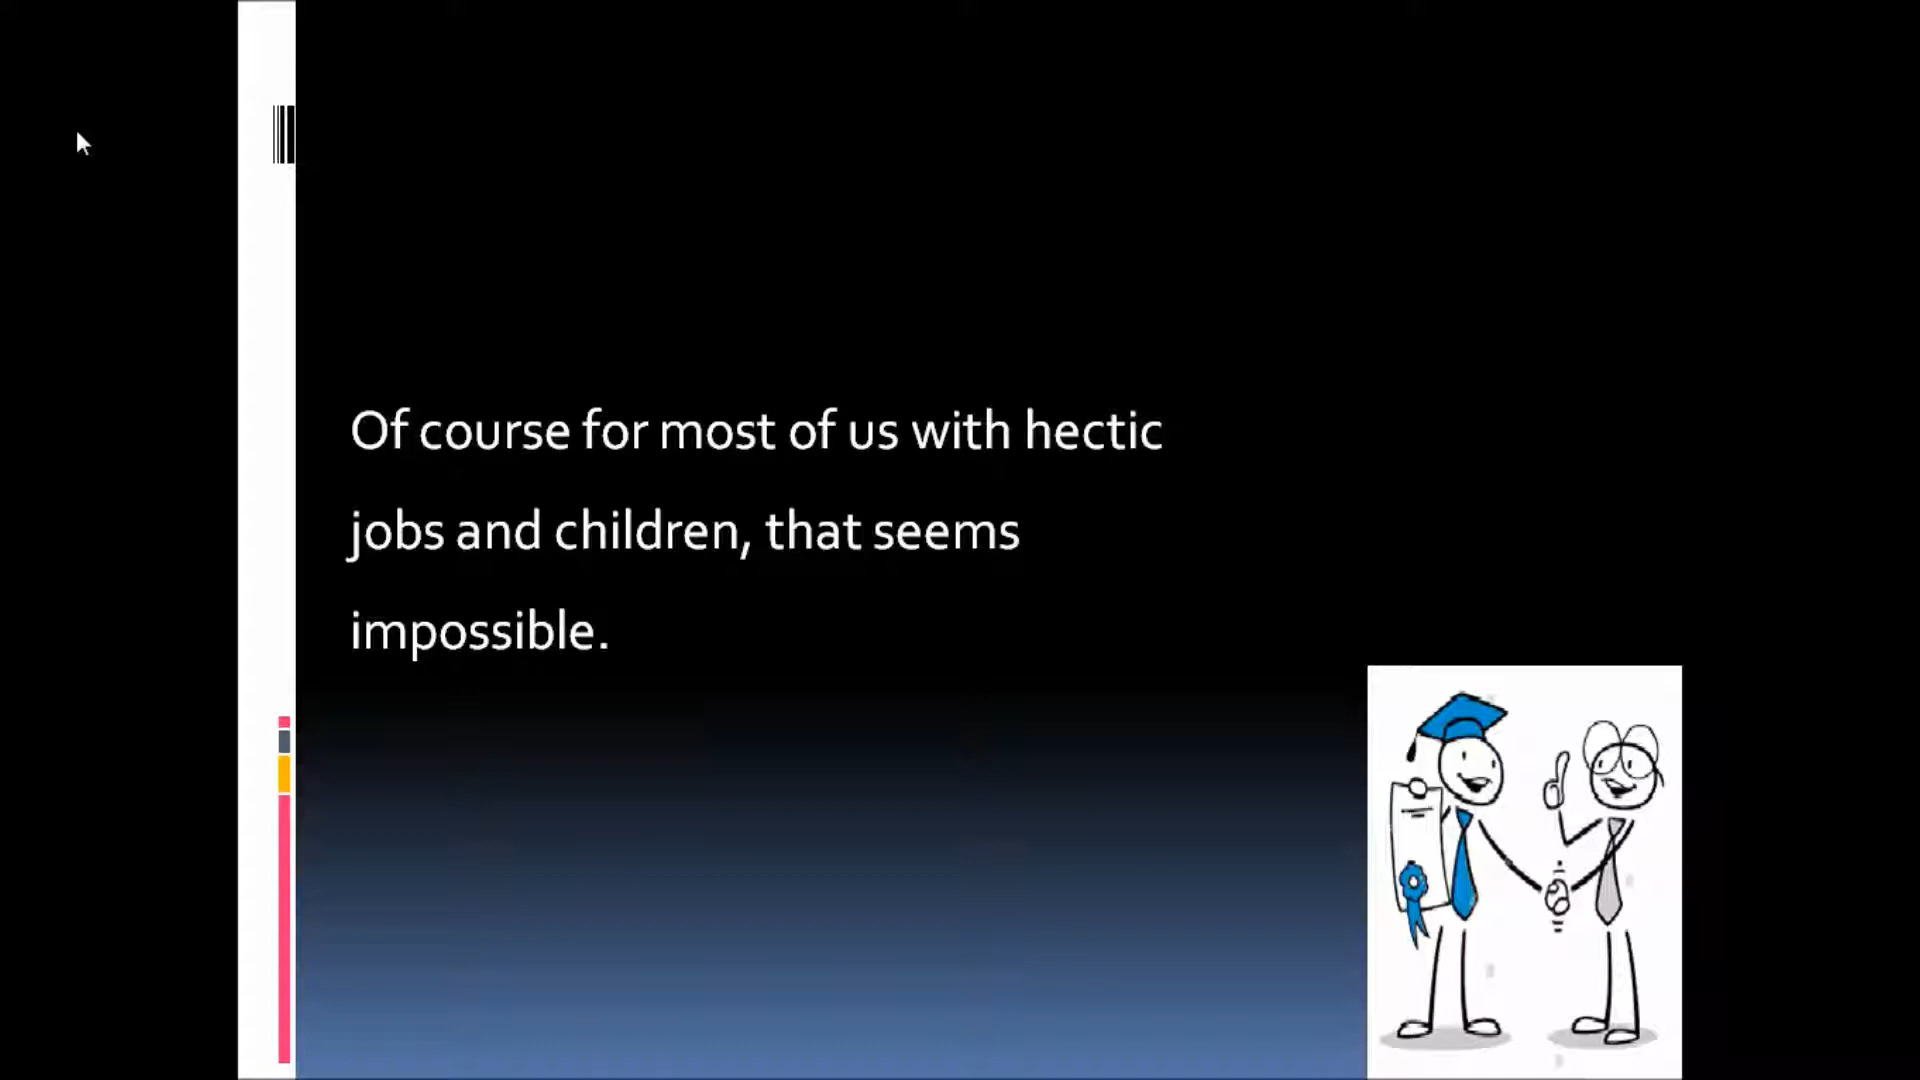 Of course for most of us with hectic
jobs and children, that seems
impossible.